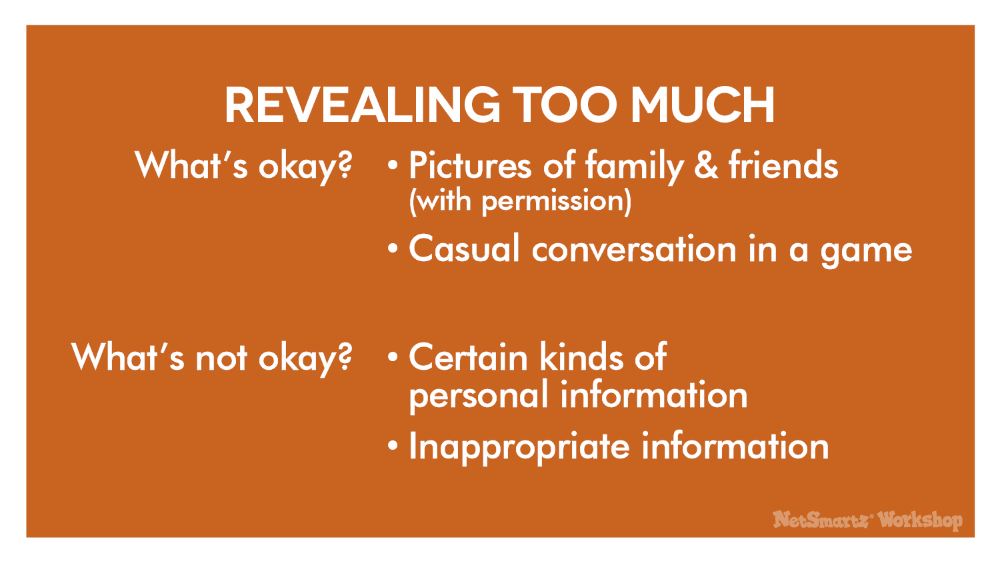 REVEALING TOO MUCH
What’s okay?
• Pictures of family & friends
(with permission)
• Casual conversation in a game
What’s not okay?
• Certain kinds of
personal information
• Inappropriate information
NetSmartz® Workshop